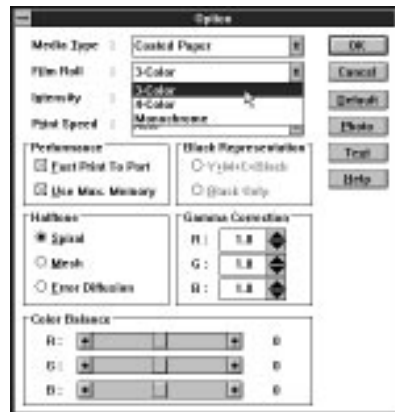 Option
Media Type : Coated Paper
OK
Film Roll : 3-Color
Cancel
Intensity : 3-Color
4-Color
Default
Print Speed : Monochrome
Photo
Performance
Black Representation
Text
Fast Print To Port
Y+M+C+Black
Help
Use Max. Memory
Black Only
Halftone
Gamma Correction
Spiral
R : 1.0
Mesh
G : 1.0
Error Diffusion
B : 1.0
Color Balance
R : 0
G : 0
B : 0